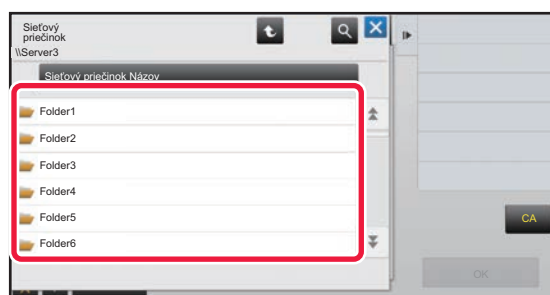 Sieťový
priečinok
\\Server3
Sieťový priečinok Názov
Folder1
Folder2
Folder3
Folder4
Folder5
Folder6
CA
OK